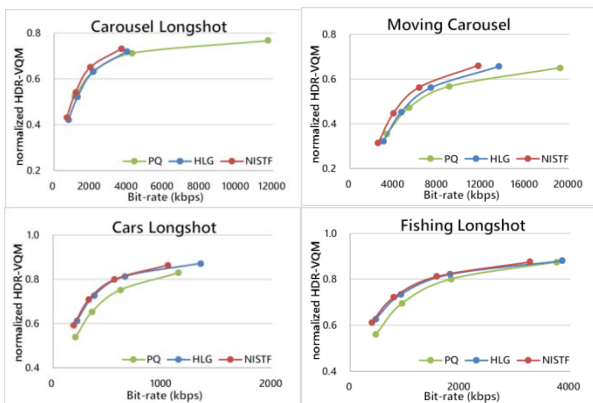 Carousel Longshot
normalized HDR-VQM
0.8
0.6
0.4
0.2
0 2000 4000 6000 8000 10000 12000
Bit-rate (kbps)
PQ HLG NISTF
Moving Carousel
normalized HDR-VQM
0.8
0.6
0.4
0.2
0 4000 8000 12000 16000 20000
Bit-rate (kbps)
PQ HLG NISTF
Cars Longshot
normalized HDR-VQM
1.0
0.8
0.6
0.4
0 1000 2000
Bit-rate (kbps)
PQ HLG NISTF
Fishing Longshot
normalized HDR-VQM
1.0
0.8
0.6
0.4
0 2000 4000
Bit-rate (kbps)
PQ HLG NISTF